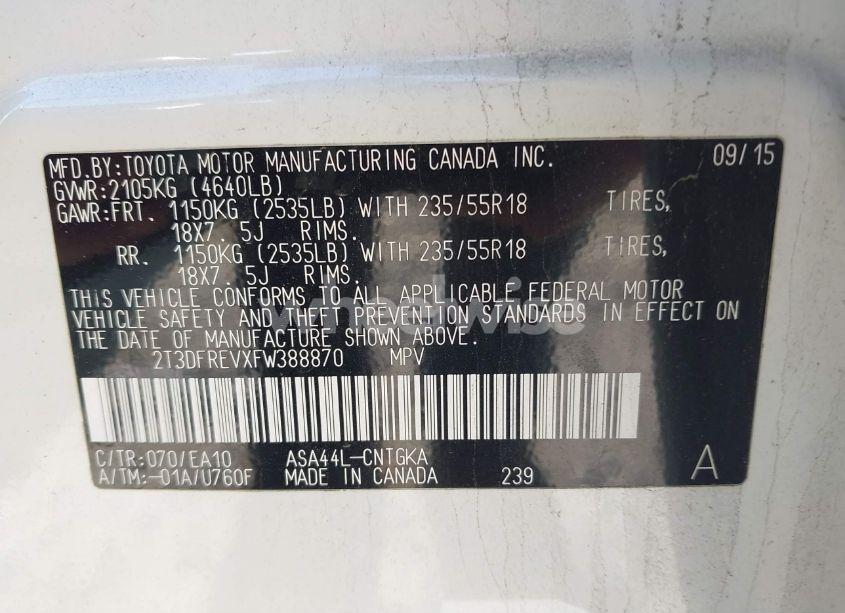 MFD.BY:TOYOTA MOTOR MANUFACTURING CANADA INC. 09/15
GVWR:2105KG (4640LB)
GAWR:FRT. 1150KG (2535LB) WITH 235/55R18 TIRES,
18X7.5J RIMS.
RR. 1150KG (2535LB) WITH 235/55R18 TIRES,
18X7.5J RIMS.
THIS VEHICLE CONFORMS TO ALL APPLICABLE FEDERAL MOTOR
VEHICLE SAFETY AND THEFT PREVENTION STANDARDS IN EFFECT ON
THE DATE OF MANUFACTURE SHOWN ABOVE.
2T3DFREVXFW388870 MPV
C/TR:070/EA10 ASA44L-CNTGKA
A/TM:-01A/U760F MADE IN CANADA 239 A